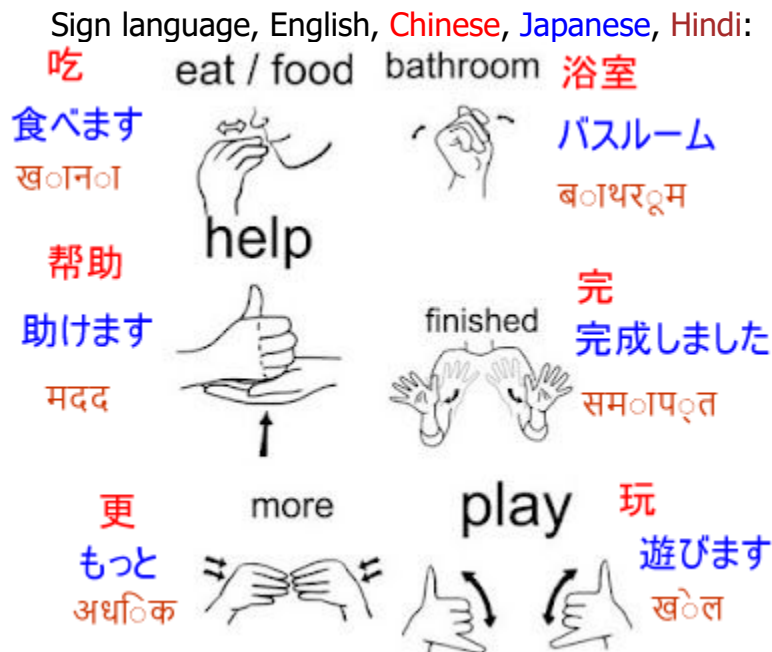 Sign language, English, Chinese, Japanese, Hindi:
吃
eat / food
食べます
ख◌ान◌ा
bathroom
浴室
バスルーム
ब◌ाथर◌ूम
帮助
help
助けます
मदद
完
finished
完成しました
सम◌ाप◌्त
更
more
もっと
अध◌िक
play
玩
遊びます
ख◌ेल